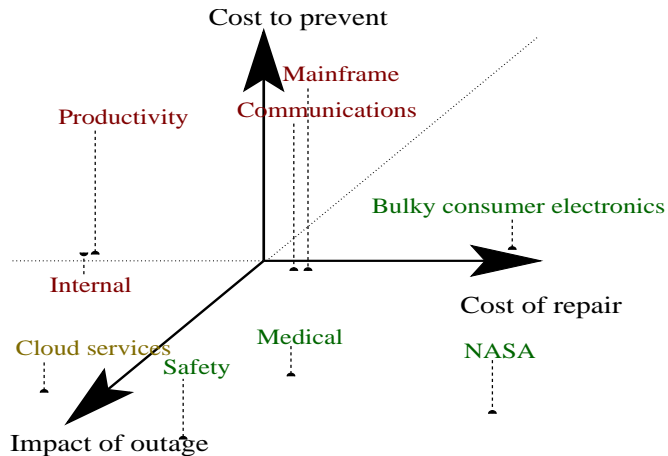 Cost to prevent
Mainframe
Communications
Productivity
Bulky consumer electronics
Internal
Cost of repair
Medical
Cloud services
NASA
Safety
Impact of outage